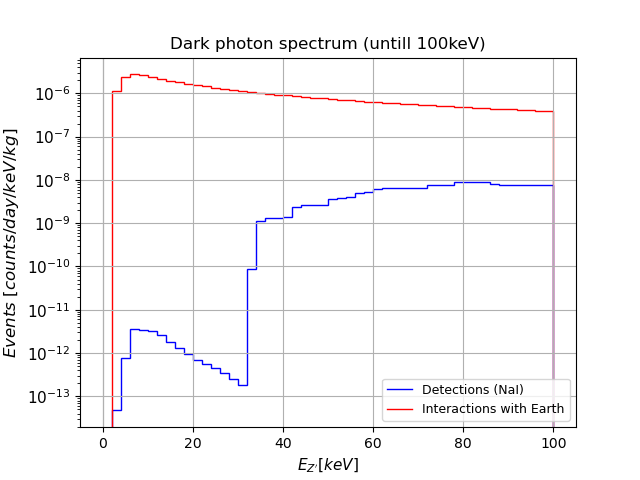 Dark photon spectrum (untill 100keV)
Events [counts/day/keV/kg]
10⁻⁶
10⁻⁷
10⁻⁸
10⁻⁹
10⁻¹⁰
10⁻¹¹
10⁻¹²
10⁻¹³
Detections (NaI)
Interactions with Earth
0 20 40 60 80 100
E_{Z'}[keV]